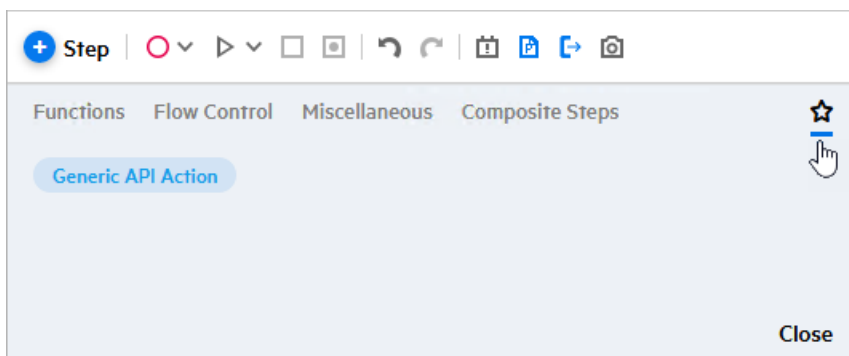 Step
Functions Flow Control Miscellaneous Composite Steps
Generic API Action
Close